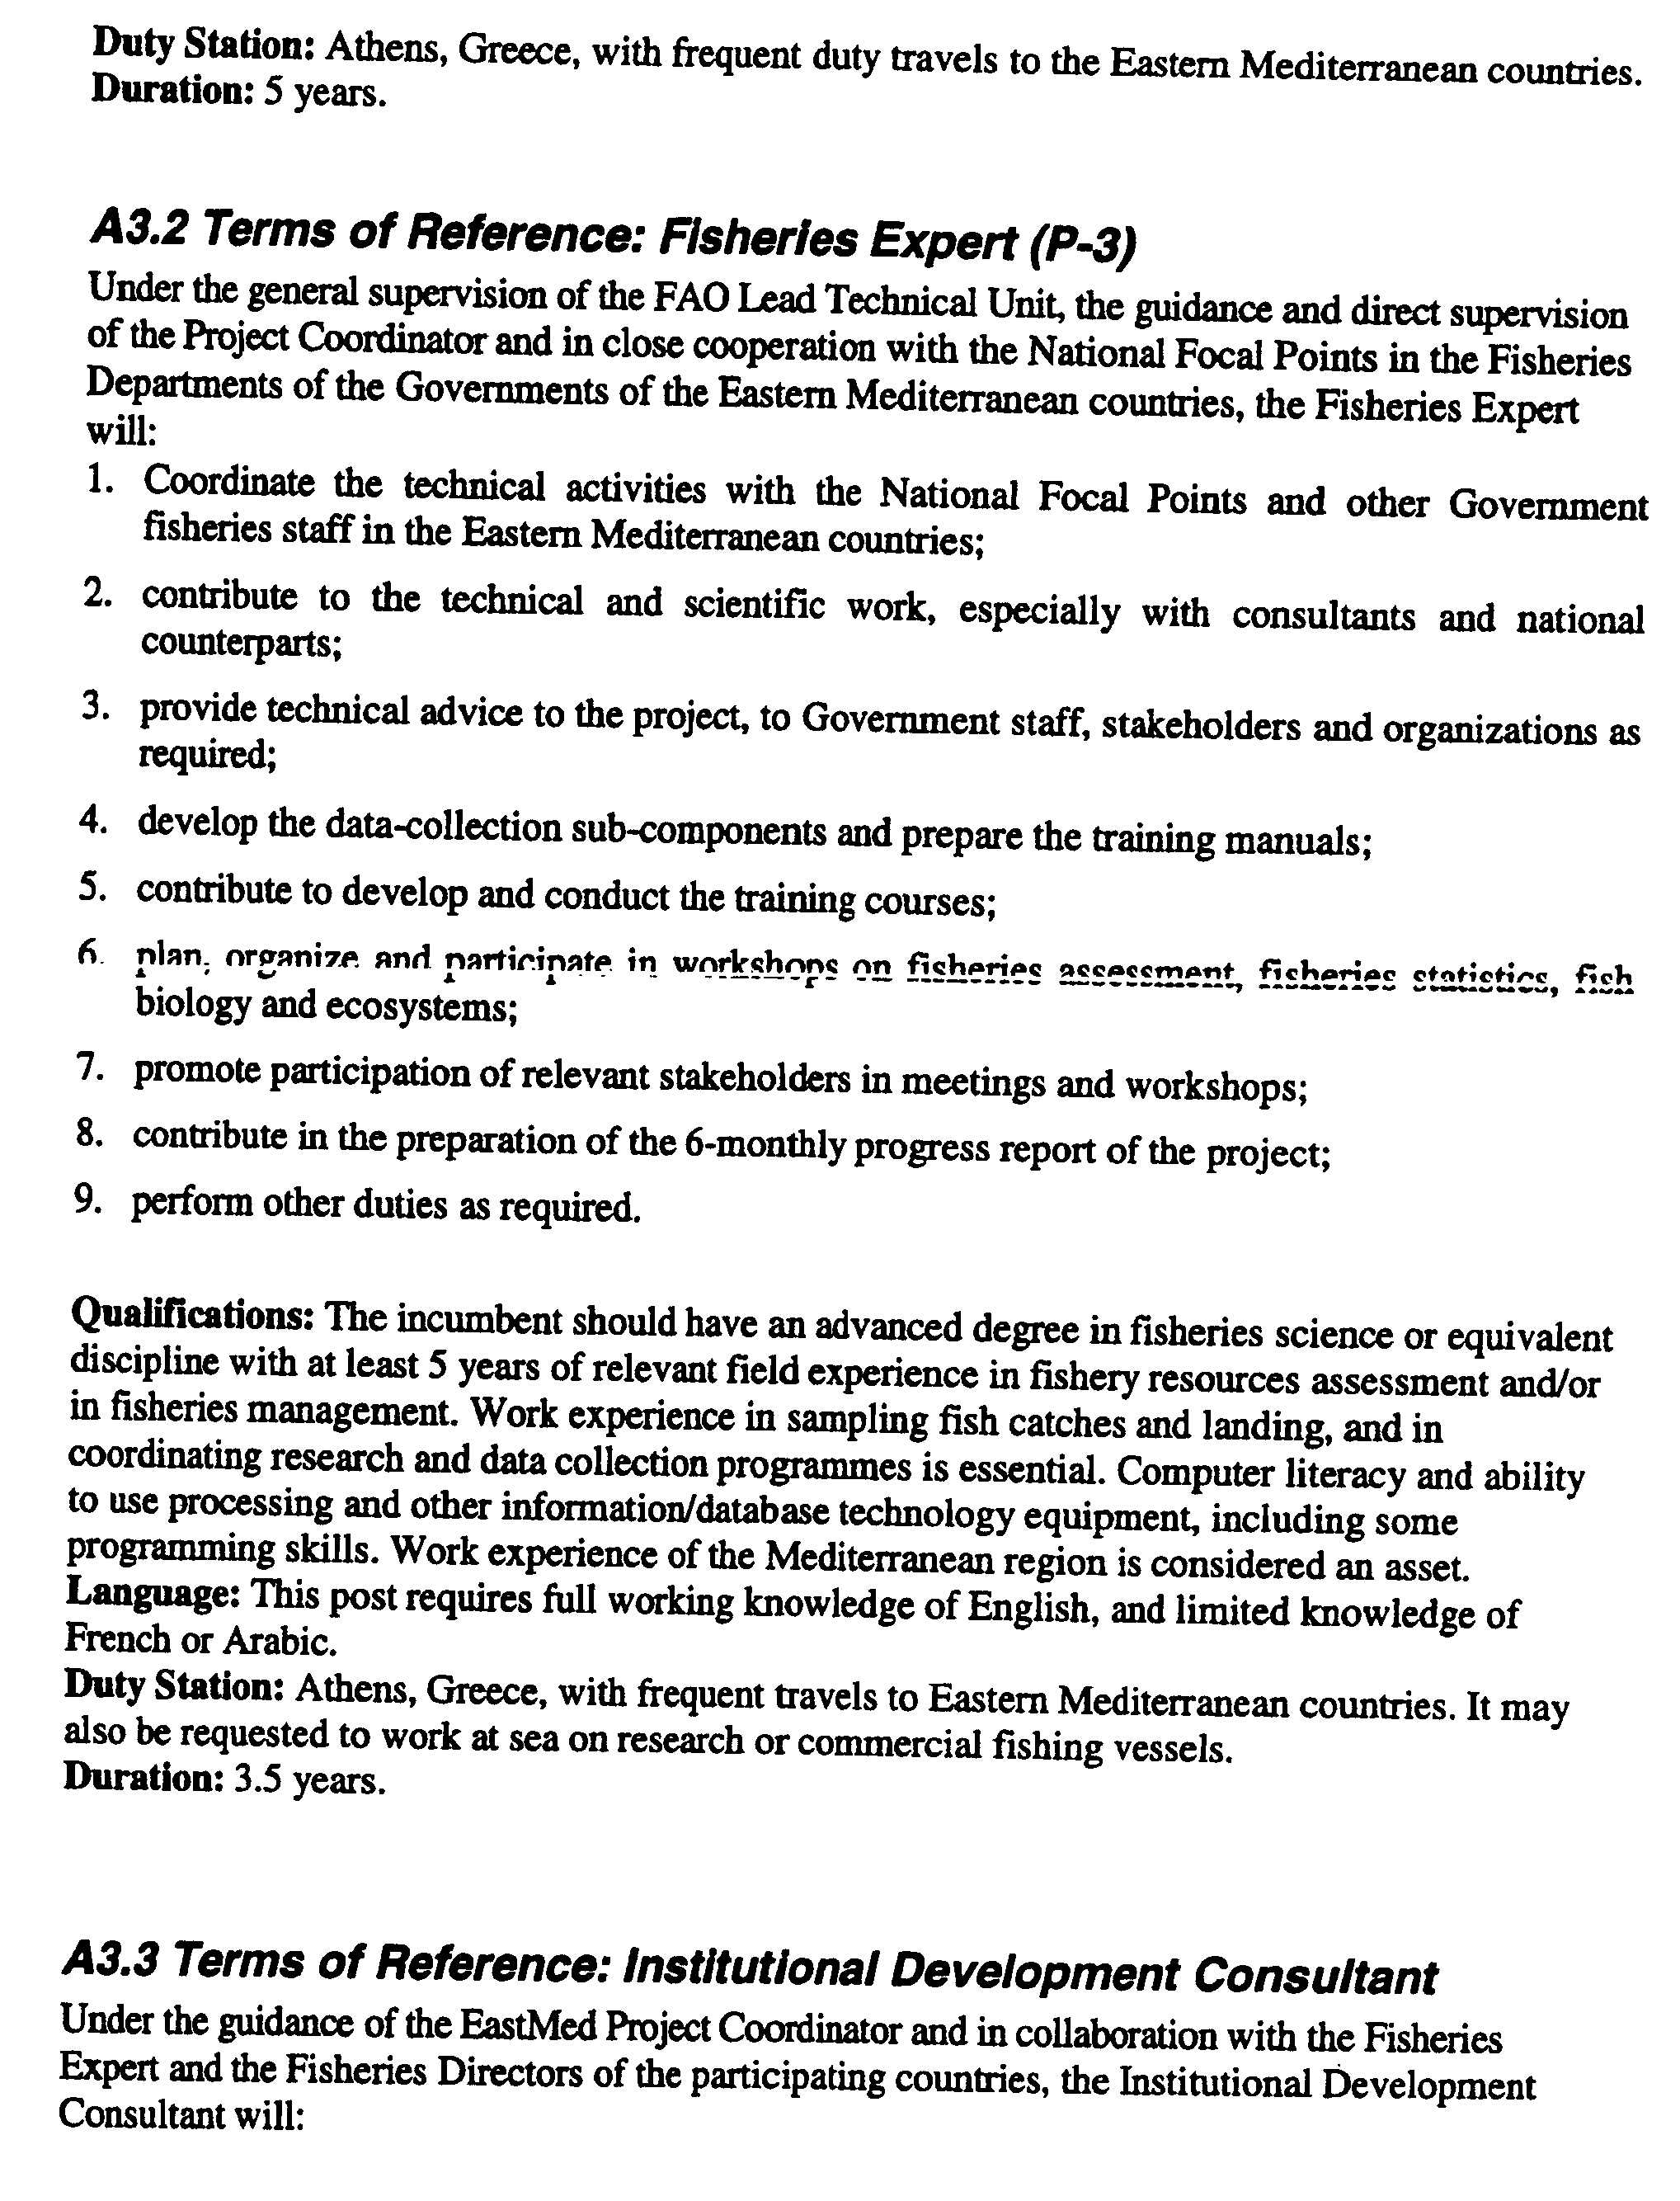 Duty Station: Athens, Greece, with frequent duty travels to the Eastern Mediterranean countries.
Duration: 5 years.
A3.2 Terms of Reference: Fisheries Expert (P-3)
Under the general supervision of the FAO Lead Technical Unit, the guidance and direct supervision
of the Project Coordinator and in close cooperation with the National Focal Points in the Fisheries
Departments of the Governments of the Eastern Mediterranean countries, the Fisheries Expert
will:
1. Coordinate the technical activities with the National Focal Points and other Government
fisheries staff in the Eastern Mediterranean countries;
2. contribute to the technical and scientific work, especially with consultants and national
counterparts;
3. provide technical advice to the project, to Government staff, stakeholders and organizations as
required;
4. develop the data-collection sub-components and prepare the training manuals;
5. contribute to develop and conduct the training courses;
6. plan, organize and participate in workshops on fisheries assessment, fisheries statistics, fish
biology and ecosystems;
7. promote participation of relevant stakeholders in meetings and workshops;
8. contribute in the preparation of the 6-monthly progress report of the project;
9. perform other duties as required.
Qualifications: The incumbent should have an advanced degree in fisheries science or equivalent
discipline with at least 5 years of relevant field experience in fishery resources assessment and/or
in fisheries management. Work experience in sampling fish catches and landing, and in
coordinating research and data collection programmes is essential. Computer literacy and ability
to use processing and other information/database technology equipment, including some
programming skills. Work experience of the Mediterranean region is considered an asset.
Language: This post requires full working knowledge of English, and limited knowledge of
French or Arabic.
Duty Station: Athens, Greece, with frequent travels to Eastern Mediterranean countries. It may
also be requested to work at sea on research or commercial fishing vessels.
Duration: 3.5 years.
A3.3 Terms of Reference: Institutional Development Consultant
Under the guidance of the EastMed Project Coordinator and in collaboration with the Fisheries
Expert and the Fisheries Directors of the participating countries, the Institutional Development
Consultant will: